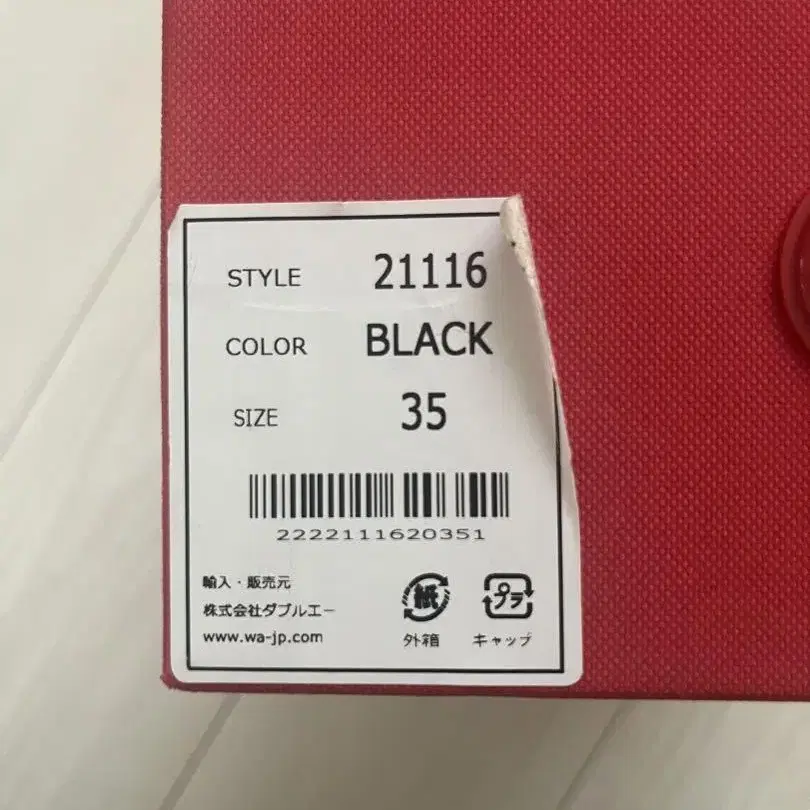 STYLE 21116
COLOR BLACK
SIZE 35
2222111620351
輸入・販売元
株式会社ダブルエー
www.wa-jp.com
紙
外箱
プラ
キャップ